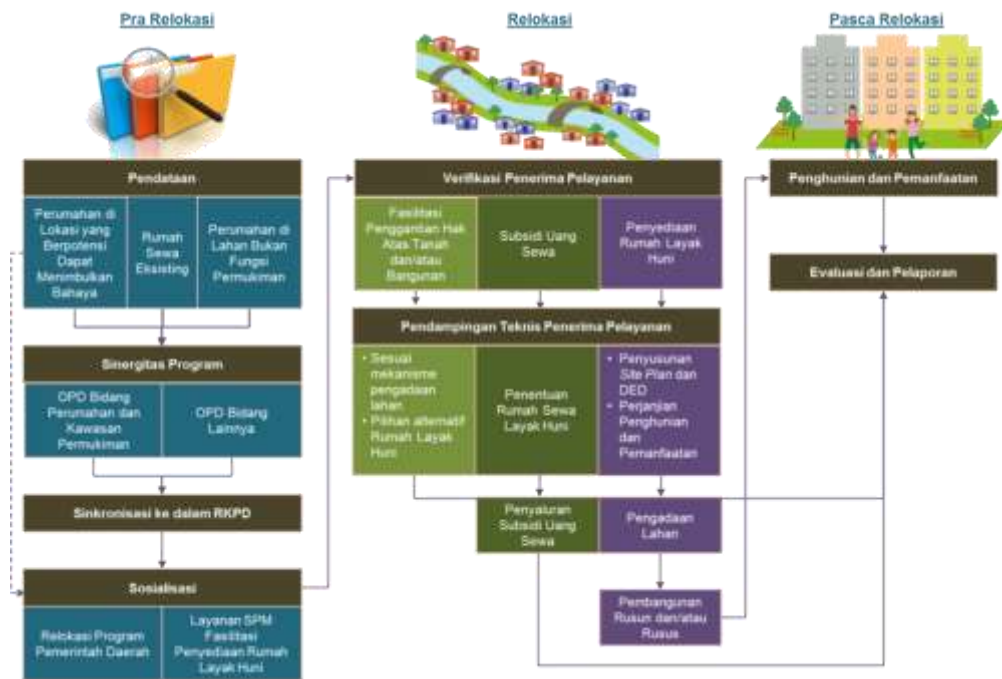 Pra Relokasi
Relokasi
Pasca Relokasi
Pendataan
Perumahan di
Lokasi yang
Berpotensi
Dapat
Menimbulkan
Bahaya
Rumah
Sewa
Eksisting
Perumahan di
Lahan Bukan
Fungsi
Permukiman
Sinergitas Program
OPD Bidang
Perumahan dan
Kawasan
Permukiman
OPD Bidang
Lainnya
Sinkronisasi ke dalam RKPD
Sosialisasi
Relokasi Program
Pemerintah Daerah
Layanan SPM
Fasilitasi
Penyediaan Rumah
Layak Huni
Verifikasi Penerima Pelayanan
Fasilitasi
Penggantian Hak
Atas Tanah
dan/atau
Bangunan
Subsidi Uang
Sewa
Penyediaan
Rumah Layak
Huni
Pendampingan Teknis Penerima Pelayanan
• Sesuai
mekanisme
pengadaan
lahan
• Pilihan alternatif
Rumah Layak
Huni
Penentuan
Rumah Sewa
Layak Huni
• Penyusunan
Site Plan dan
DED
• Perjanjian
Penghunian
dan
Pemanfaatan
Penyaluran
Subsidi Uang
Sewa
Pengadaan
Lahan
Pembangunan
Rusun dan/atau
Rusus
Penghunian dan Pemanfaatan
Evaluasi dan Pelaporan